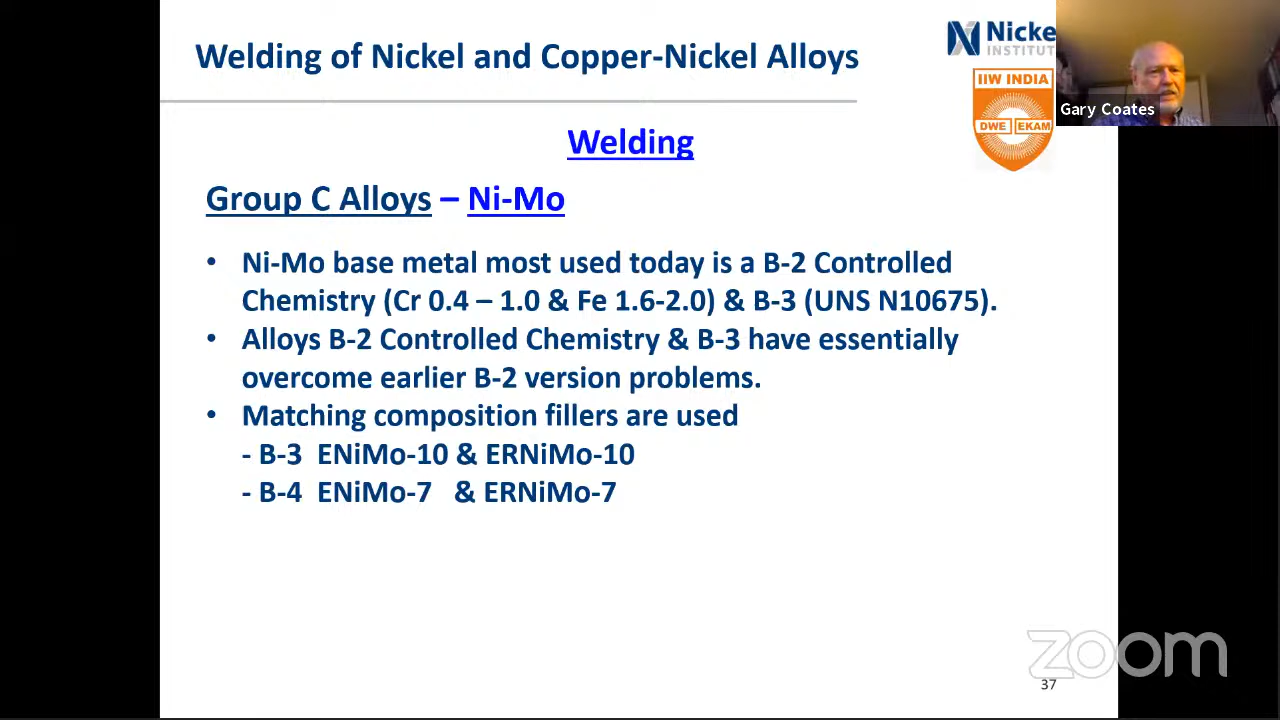 Welding of Nickel and Copper-Nickel Alloys
Nicke
INSTITUT
IIW INDIA
DWE EKAM
Gary Coates
Welding
Group C Alloys – Ni-Mo
• Ni-Mo base metal most used today is a B-2 Controlled
Chemistry (Cr 0.4 – 1.0 & Fe 1.6-2.0) & B-3 (UNS N10675).
• Alloys B-2 Controlled Chemistry & B-3 have essentially
overcome earlier B-2 version problems.
• Matching composition fillers are used
- B-3 ENiMo-10 & ERNiMo-10
- B-4 ENiMo-7 & ERNiMo-7
zoom
37